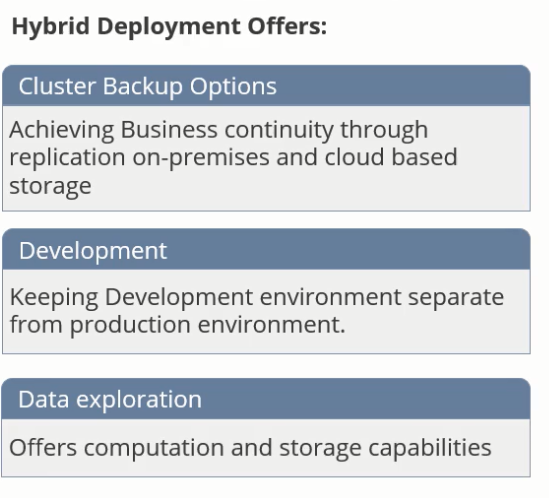 Hybrid Deployment Offers:
Cluster Backup Options
Achieving Business continuity through
replication on-premises and cloud based
storage
Development
Keeping Development environment separate
from production environment.
Data exploration
Offers computation and storage capabilities